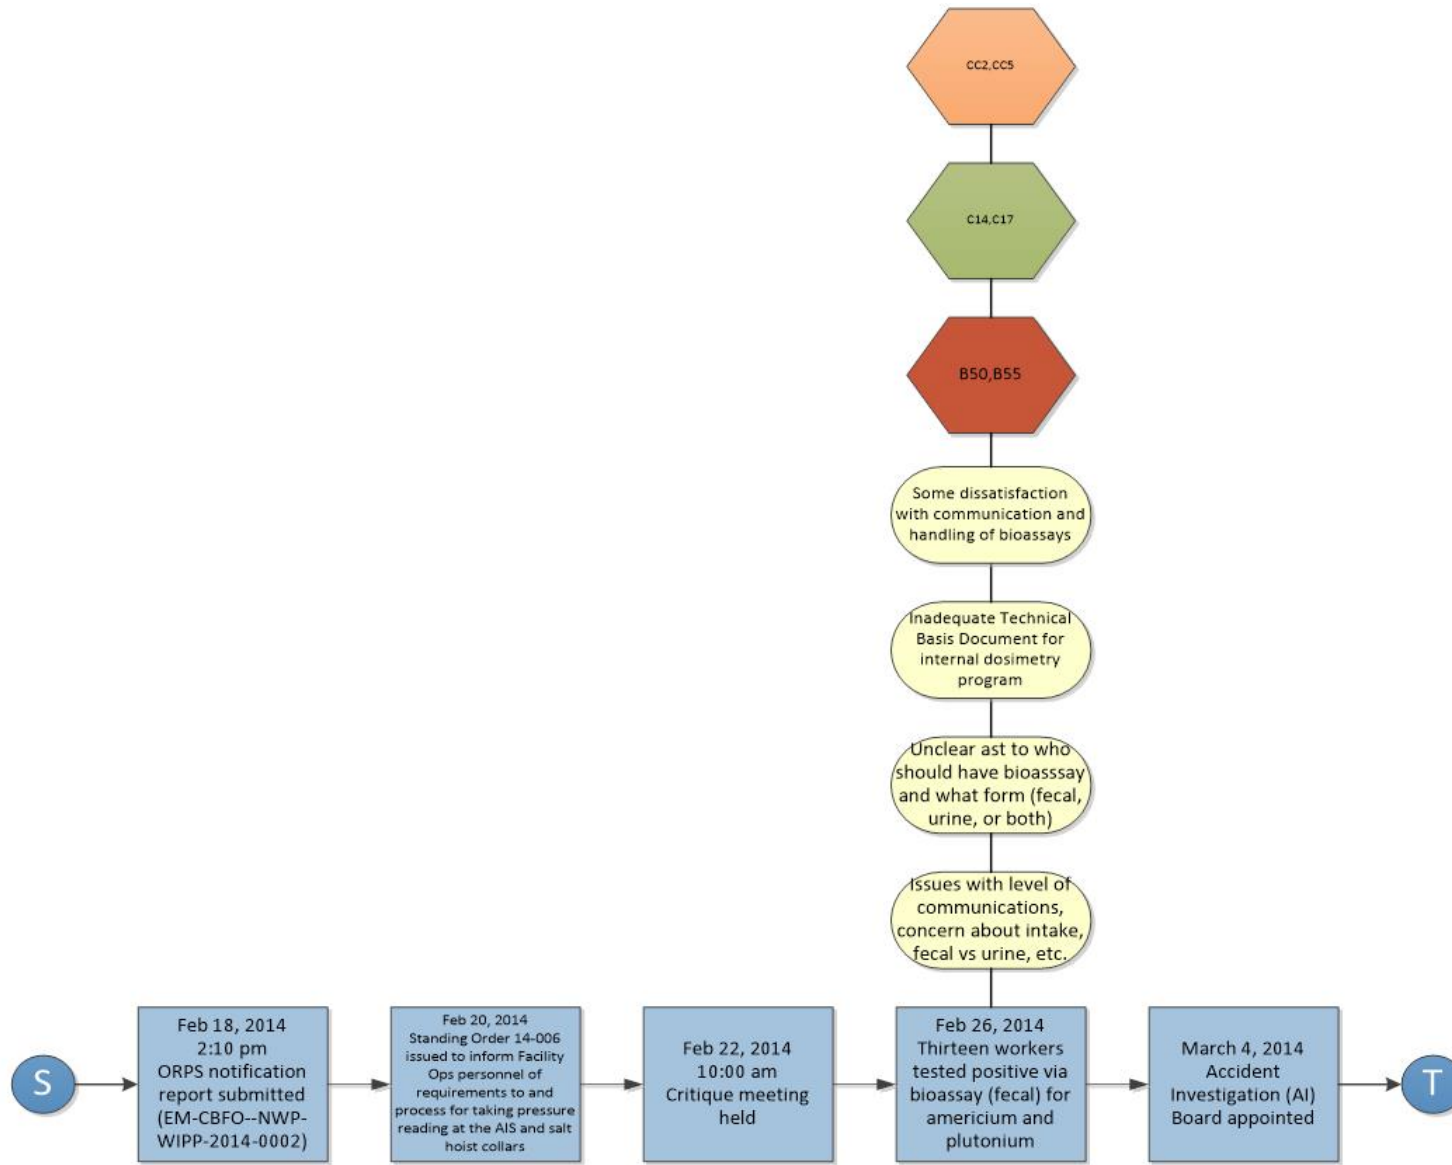 CC2,CC5
C14,C17
B50,B55
Some dissatisfaction
with communication and
handling of bioassays
Inadequate Technical
Basis Document for
internal dosimetry
program
Unclear ast to who
should have bioasssay
and what form (fecal,
urine, or both)
Issues with level of
communications,
concern about intake,
fecal vs urine, etc.
S
Feb 18, 2014
2:10 pm
ORPS notification
report submitted
(EM-CBFO--NWP-
WIPP-2014-0002)
Feb 20, 2014
Standing Order 14-006
issued to inform Facility
Ops personnel of
requirements to and
process for taking pressure
reading at the AIS and salt
hoist collars
Feb 22, 2014
10:00 am
Critique meeting
held
Feb 26, 2014
Thirteen workers
tested positive via
bioassay (fecal) for
americium and
plutonium
March 4, 2014
Accident
Investigation (AI)
Board appointed
T